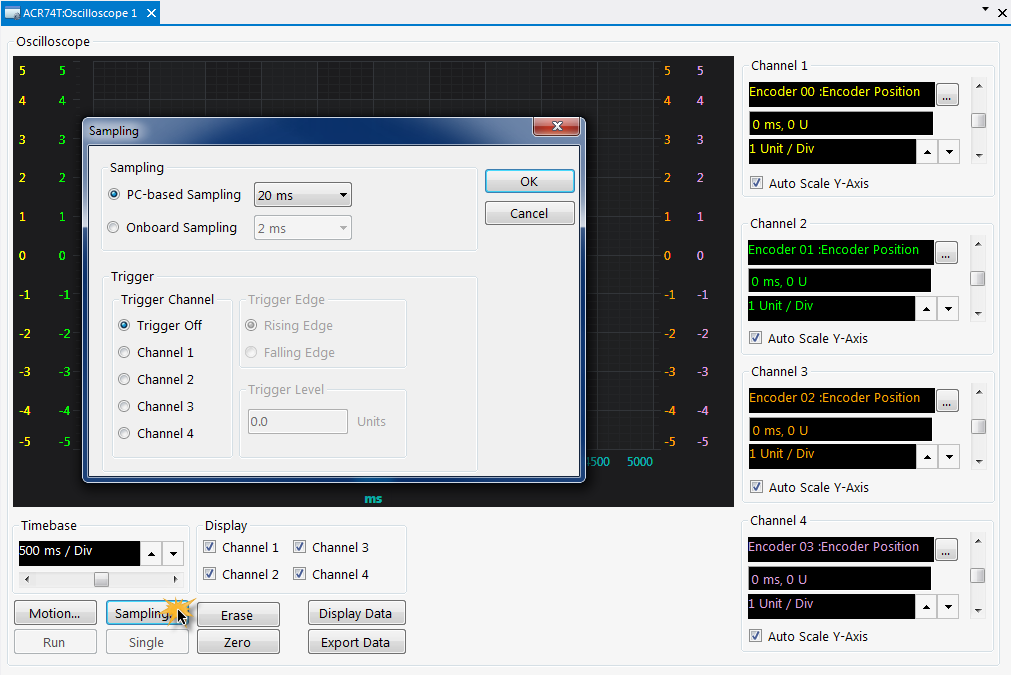 ACR74T:Oscilloscope 1
Oscilloscope
5 5 5 5
4 4 4 4
3 3 3 3
2 2 2 2
1 1 1 1
0 0 0 0
-1 -1 -1 -1
-2 -2 -2 -2
-3 -3 -3 -3
-4 -4 -4 -4
-5 -5 -5 -5
4500 5000
ms
Sampling
Sampling
PC-based Sampling 20 ms
Onboard Sampling 2 ms
OK
Cancel
Trigger
Trigger Channel
Trigger Off
Channel 1
Channel 2
Channel 3
Channel 4
Trigger Edge
Rising Edge
Falling Edge
Trigger Level
0.0 Units
Channel 1
Encoder 00 :Encoder Position ...
0 ms, 0 U
1 Unit / Div
Auto Scale Y-Axis
Channel 2
Encoder 01 :Encoder Position ...
0 ms, 0 U
1 Unit / Div
Auto Scale Y-Axis
Channel 3
Encoder 02 :Encoder Position ...
0 ms, 0 U
1 Unit / Div
Auto Scale Y-Axis
Channel 4
Encoder 03 :Encoder Position ...
0 ms, 0 U
1 Unit / Div
Auto Scale Y-Axis
Timebase
500 ms / Div
Display
Channel 1 Channel 3
Channel 2 Channel 4
Motion... Sampling... Erase Display Data
Run Single Zero Export Data